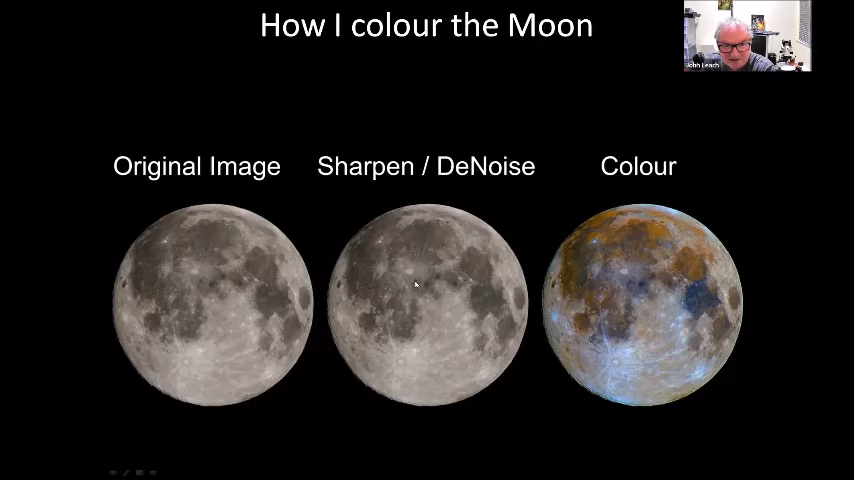 How I colour the Moon
John Leach
Original Image
Sharpen / DeNoise
Colour